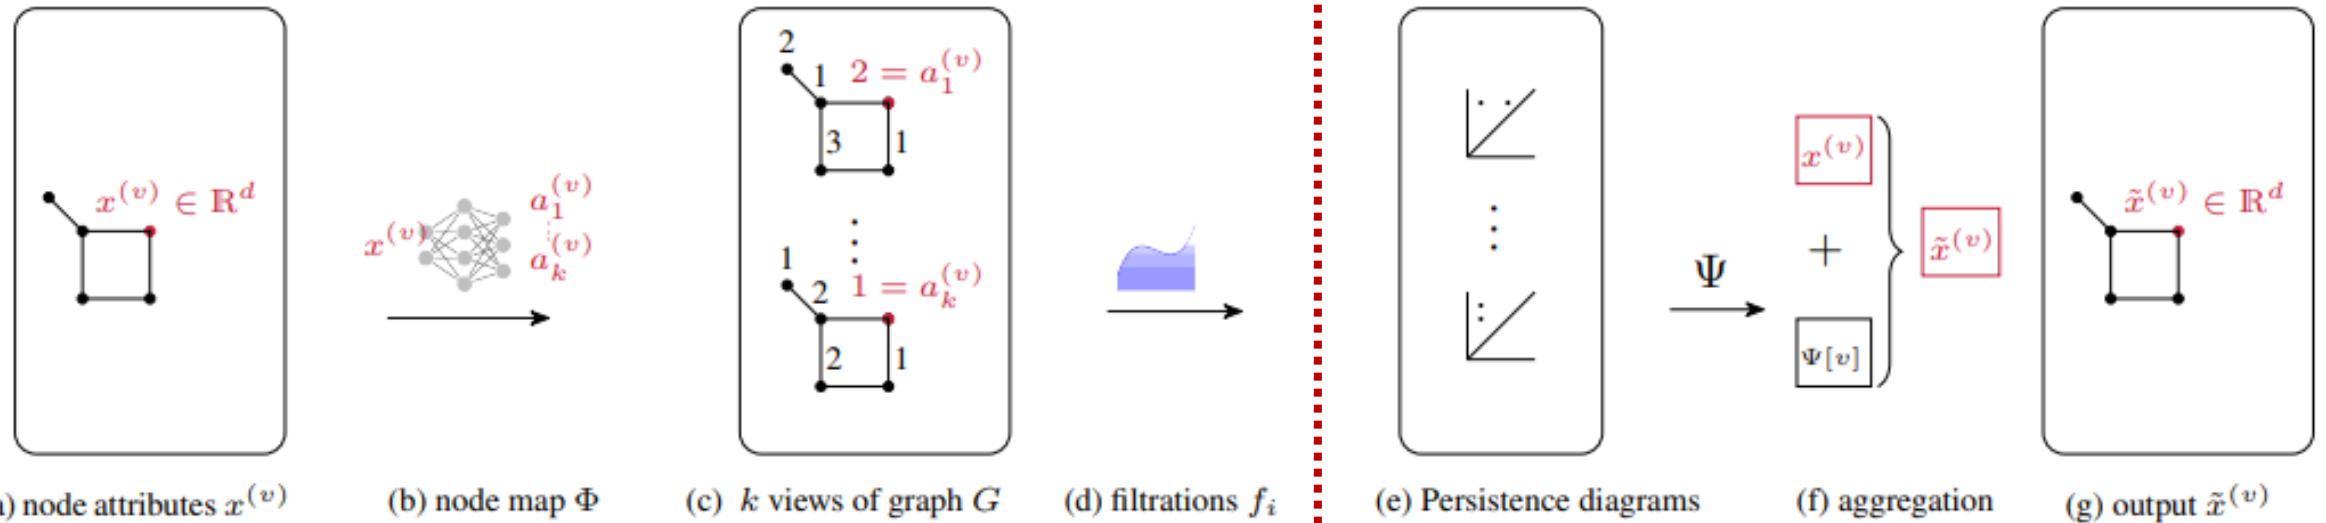 x^{(v)} ∈ ℝ^d
) node attributes x^{(v)}
x^{(v)}
a_1^{(v)}
a_k^{(v)}
(b) node map Φ
2
1
2 = a_1^{(v)}
3
1
⋮
1
2
1 = a_k^{(v)}
2
1
(c) k views of graph G
(d) filtrations f_i
⋮
(e) Persistence diagrams
Ψ
x^{(v)}
+
Ψ[v]
x̃^{(v)}
(f) aggregation
x̃^{(v)} ∈ ℝ^d
(g) output x̃^{(v)}